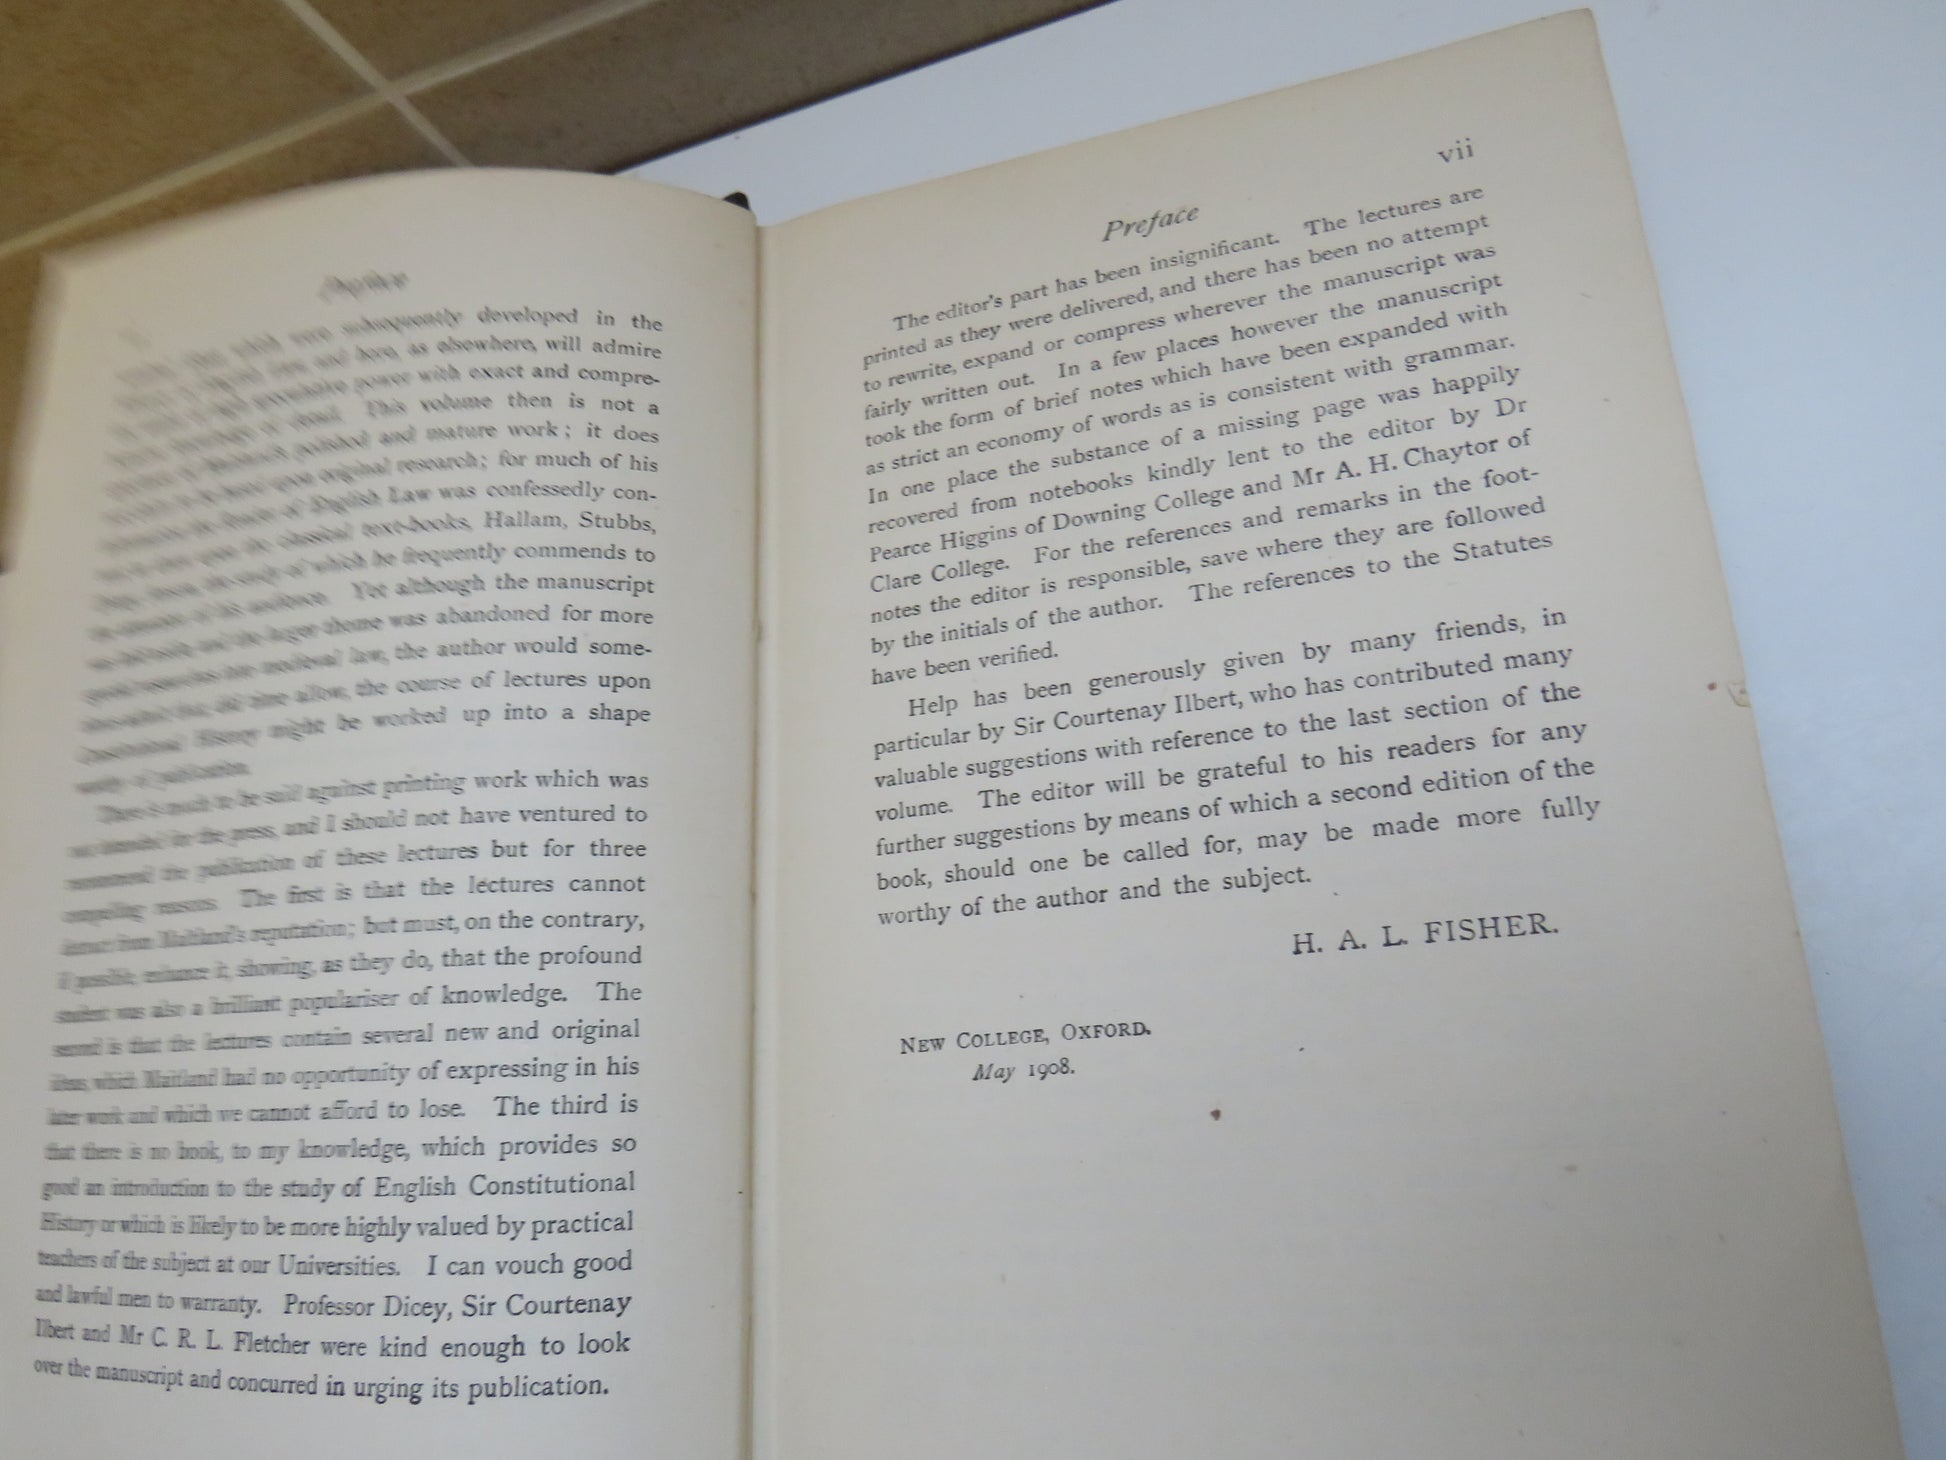 subsequently developed in the
and here, as elsewhere, will admire
power with exact and compre-
This volume then is not a
polished and mature work; it does
upon original research; for much of his
of English Law was confessedly con-
the classical text-books, Hallam, Stubbs,
the study of which he frequently commends to
Yet although the manuscript
and the larger theme was abandoned for more
medieval law, the author would some-
allow, the course of lectures upon
History might be worked up into a shape
of publication.
There is much to be said against printing work which was
for the press, and I should not have ventured to
the publication of these lectures but for three
compelling reasons. The first is that the lectures cannot
detract from Maitland's reputation; but must, on the contrary,
if possible, enhance it, showing, as they do, that the profound
student was also a brilliant populariser of knowledge. The
second is that the lectures contain several new and original
ideas, which Maitland had no opportunity of expressing in his
later work and which we cannot afford to lose. The third is
that there is no book, to my knowledge, which provides so
good an introduction to the study of English Constitutional
History or which is likely to be more highly valued by practical
teachers of the subject at our Universities. I can vouch good
and lawful men to warranty. Professor Dicey, Sir Courtenay
Ilbert and Mr C. R. L. Fletcher were kind enough to look
over the manuscript and concurred in urging its publication.
Preface
vii
The editor's part has been insignificant. The lectures are
printed as they were delivered, and there has been no attempt
to rewrite, expand or compress wherever the manuscript was
fairly written out. In a few places however the manuscript
took the form of brief notes which have been expanded with
as strict an economy of words as is consistent with grammar.
In one place the substance of a missing page was happily
recovered from notebooks kindly lent to the editor by Dr
Pearce Higgins of Downing College and Mr A. H. Chaytor of
Clare College. For the references and remarks in the foot-
notes the editor is responsible, save where they are followed
by the initials of the author. The references to the Statutes
have been verified.
Help has been generously given by many friends, in
particular by Sir Courtenay Ilbert, who has contributed many
valuable suggestions with reference to the last section of the
volume. The editor will be grateful to his readers for any
further suggestions by means of which a second edition of the
book, should one be called for, may be made more fully
worthy of the author and the subject.
H. A. L. FISHER.
NEW COLLEGE, OXFORD.
May 1908.